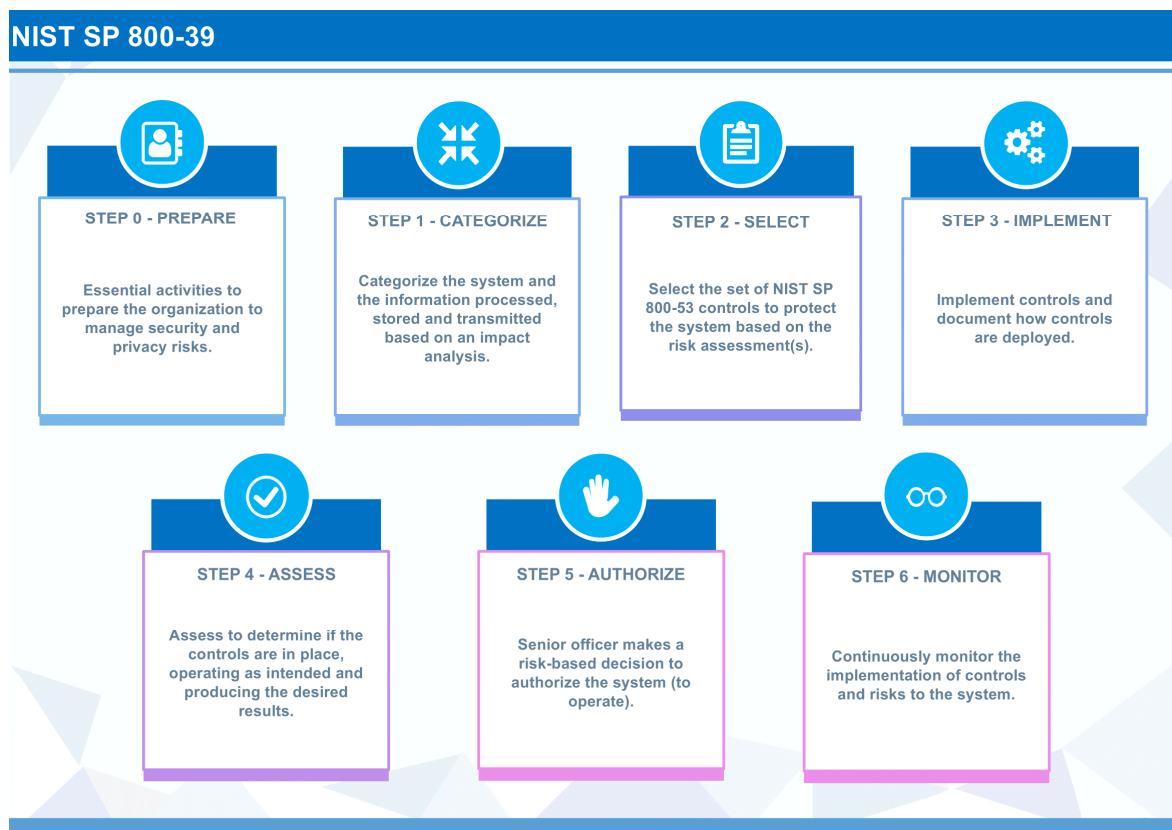 NIST SP 800-39
STEP 0 - PREPARE
Essential activities to
prepare the organization to
manage security and
privacy risks.
STEP 1 - CATEGORIZE
Categorize the system and
the information processed,
stored and transmitted
based on an impact
analysis.
STEP 2 - SELECT
Select the set of NIST SP
800-53 controls to protect
the system based on the
risk assessment(s).
STEP 3 - IMPLEMENT
Implement controls and
document how controls
are deployed.
STEP 4 - ASSESS
Assess to determine if the
controls are in place,
operating as intended and
producing the desired
results.
STEP 5 - AUTHORIZE
Senior officer makes a
risk-based decision to
authorize the system (to
operate).
STEP 6 - MONITOR
Continuously monitor the
implementation of controls
and risks to the system.